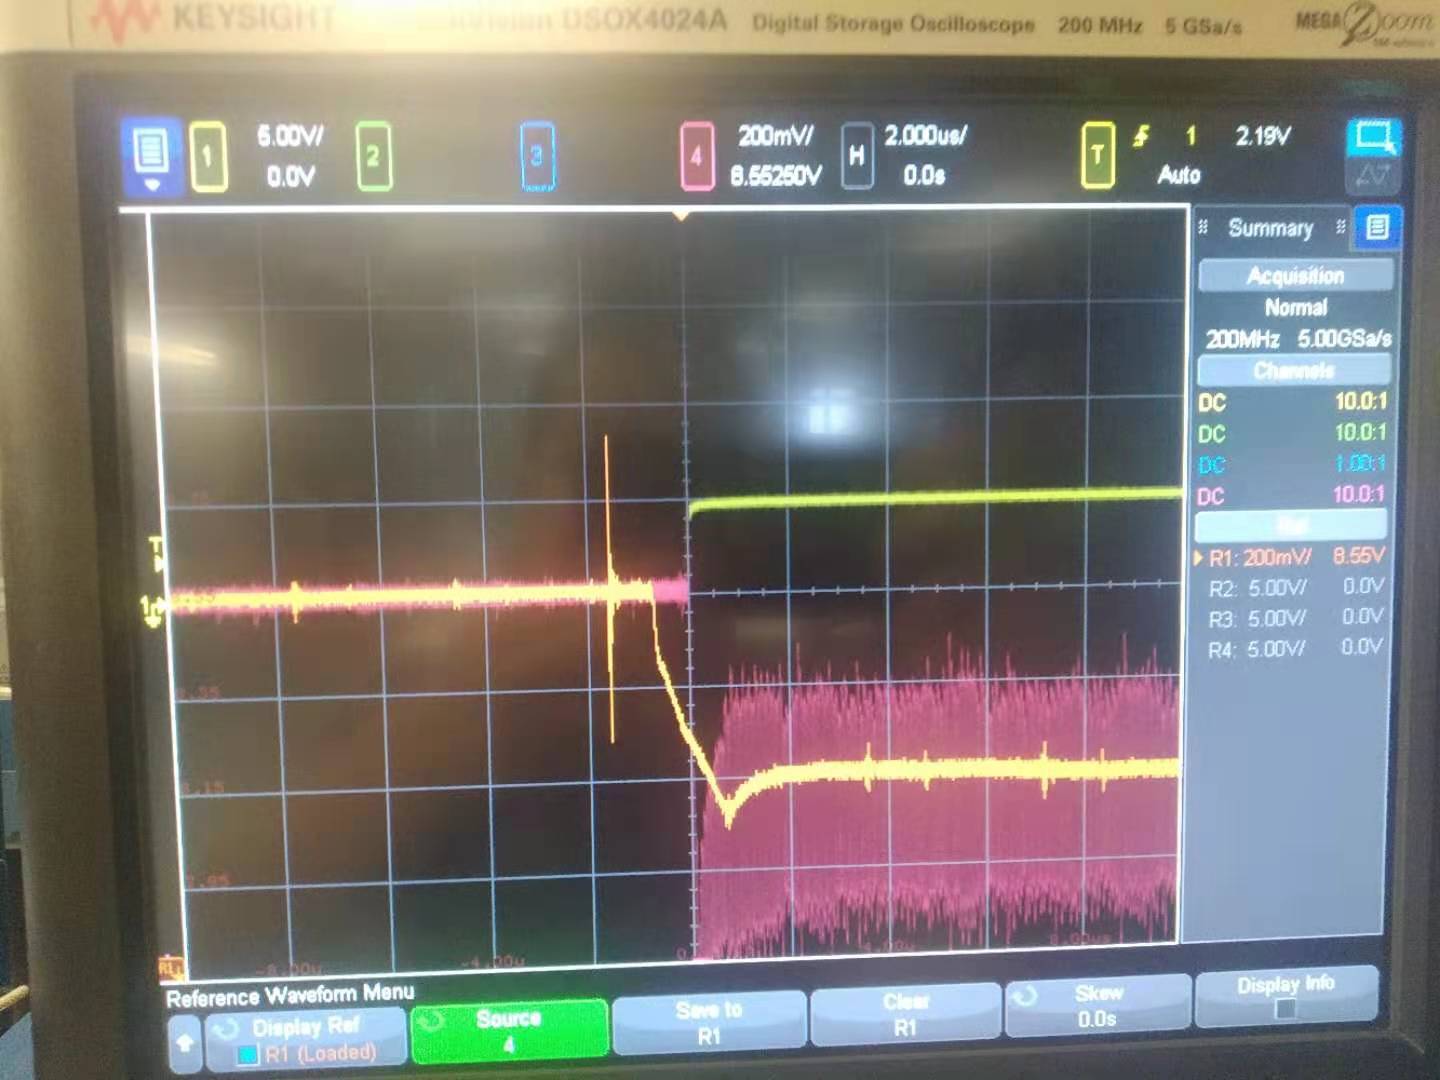 KEYSIGHT DSOX4024A Digital Storage Oscilloscope 200 MHz 5 GSa/s MEGA Zoom
1 5.00V/ 2 3 4 200mV/ H 2.000us/ T 1 2.19V
0.0V 8.55250V 0.0s Auto
Summary
Acquisition
Normal
200MHz 5.00GSa/s
Channels
DC 10.0:1
DC 10.0:1
DC 1.00:1
DC 10.0:1
R1: 200mV/ 8.55V
R2: 5.00V/ 0.0V
R3: 5.00V/ 0.0V
R4: 5.00V/ 0.0V
T
1
-8.00u -4.00u
R1
Reference Waveform Menu
Display Ref
R1 (Loaded)
Source
4
Save to
R1
Clear
R1
Skew
0.0s
Display Info